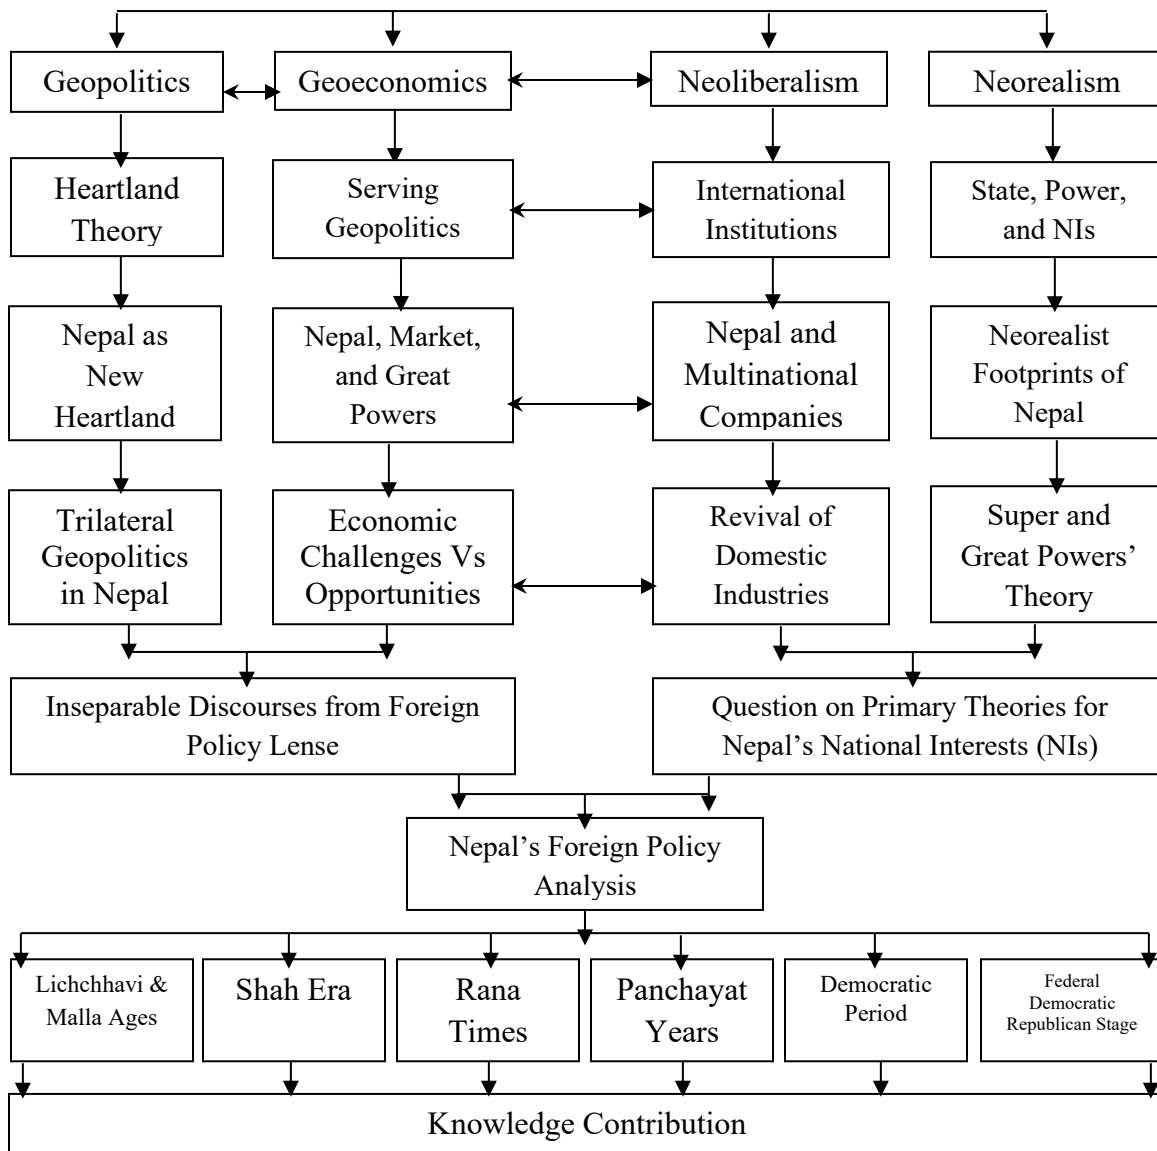 Geopolitics
Geoeconomics
Neoliberalism
Neorealism
Heartland
Theory
Serving
Geopolitics
International
Institutions
State, Power,
and NIs
Nepal as
New
Heartland
Nepal, Market,
and Great
Powers
Nepal and
Multinational
Companies
Neorealist
Footprints of
Nepal
Trilateral
Geopolitics
in Nepal
Economic
Challenges Vs
Opportunities
Revival of
Domestic
Industries
Super and
Great Powers’
Theory
Inseparable Discourses from Foreign
Policy Lense
Question on Primary Theories for
Nepal’s National Interests (NIs)
Nepal’s Foreign Policy
Analysis
Lichchhavi &
Malla Ages
Shah Era
Rana
Times
Panchayat
Years
Democratic
Period
Federal
Democratic
Republican Stage
Knowledge Contribution